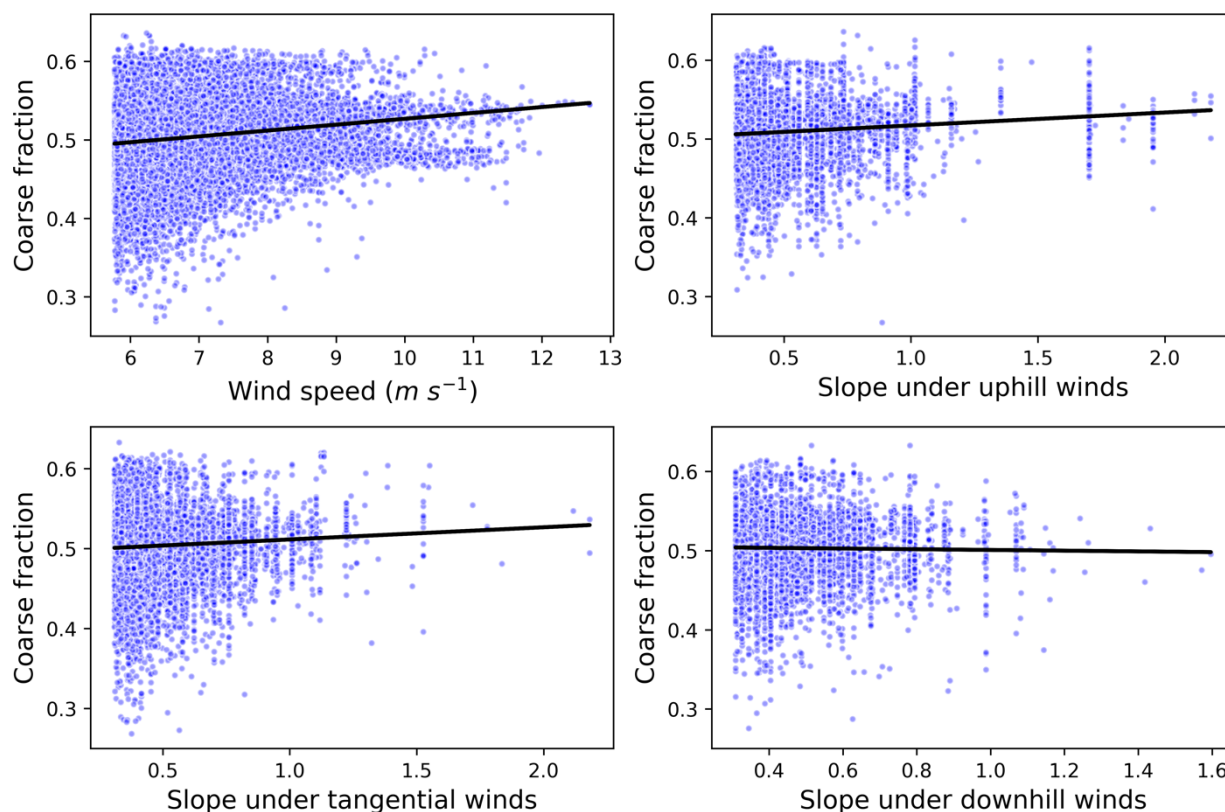 Coarse fraction
0.6
0.5
0.4
0.3
6 7 8 9 10 11 12 13
Wind speed (m s⁻¹)
Coarse fraction
0.6
0.5
0.4
0.3
0.5 1.0 1.5 2.0
Slope under uphill winds
Coarse fraction
0.6
0.5
0.4
0.3
0.5 1.0 1.5 2.0
Slope under tangential winds
Coarse fraction
0.6
0.5
0.4
0.3
0.4 0.6 0.8 1.0 1.2 1.4 1.6
Slope under downhill winds